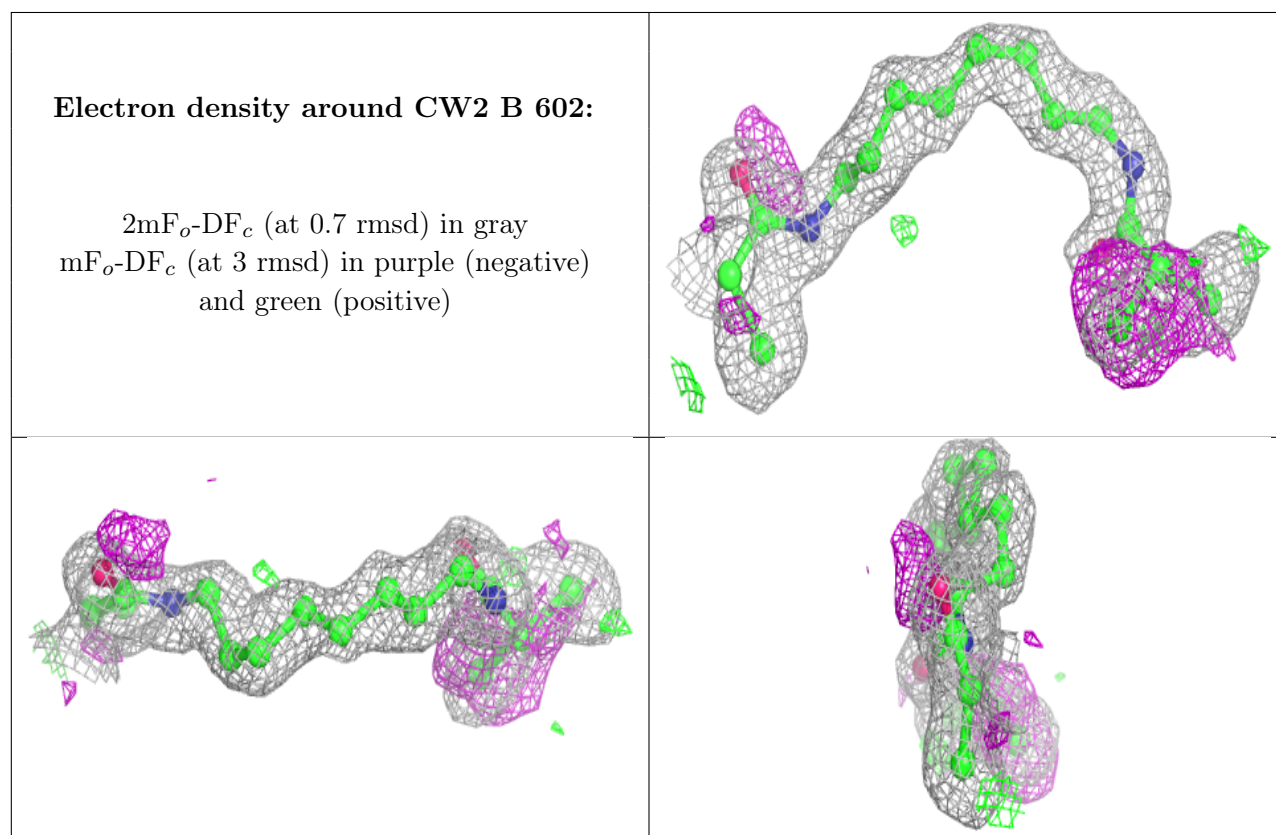 Electron density around CW2 B 602:
2mFo-DFc (at 0.7 rmsd) in gray
mFo-DFc (at 3 rmsd) in purple (negative)
and green (positive)